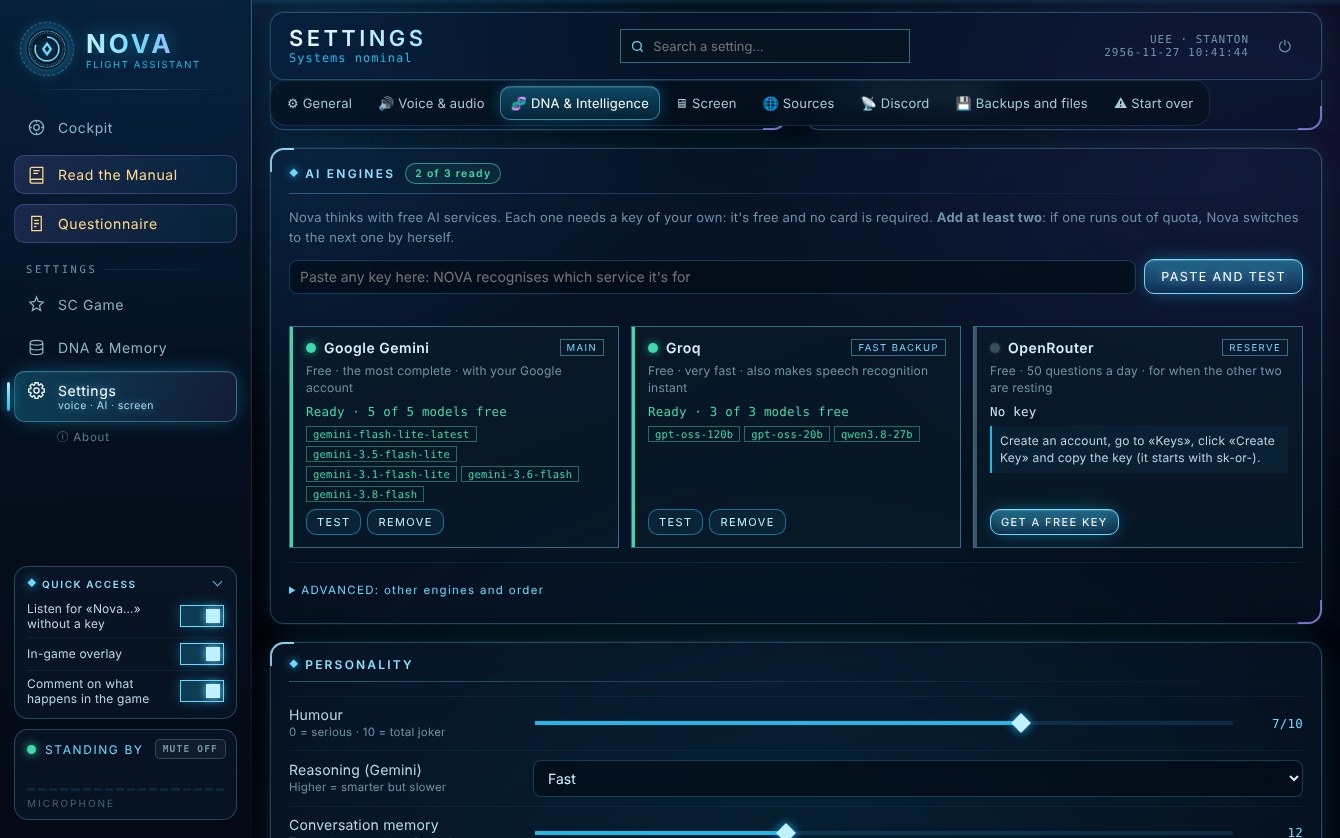 NOVA
FLIGHT ASSISTANT
Cockpit
Read the Manual
Questionnaire
SETTINGS
SC Game
DNA & Memory
Settings
voice · AI · screen
ⓘ About
QUICK ACCESS
Listen for «Nova...»
without a key
In-game overlay
Comment on what
happens in the game
STANDING BY
MUTE OFF
MICROPHONE
SETTINGS
Systems nominal
Search a setting...
UEE · STANTON
2956-11-27 10:41:44
General
Voice & audio
DNA & Intelligence
Screen
Sources
Discord
Backups and files
Start over
AI ENGINES
2 of 3 ready
Nova thinks with free AI services. Each one needs a key of your own: it's free and no card is required. Add at least two: if one runs out of quota, Nova switches
to the next one by herself.
Paste any key here: NOVA recognises which service it's for
PASTE AND TEST
Google Gemini
MAIN
Free · the most complete · with your Google
account
Ready · 5 of 5 models free
gemini-flash-lite-latest
gemini-3.5-flash-lite
gemini-3.1-flash-lite gemini-3.6-flash
gemini-3.8-flash
TEST
REMOVE
Groq
FAST BACKUP
Free · very fast · also makes speech recognition
instant
Ready · 3 of 3 models free
gpt-oss-120b gpt-oss-20b qwen3.8-27b
TEST
REMOVE
OpenRouter
RESERVE
Free · 50 questions a day · for when the other two
are resting
No key
Create an account, go to «Keys», click «Create
Key» and copy the key (it starts with sk-or-).
GET A FREE KEY
ADVANCED: other engines and order
PERSONALITY
Humour
0 = serious · 10 = total joker
7/10
Reasoning (Gemini)
Higher = smarter but slower
Fast
Conversation memory
12